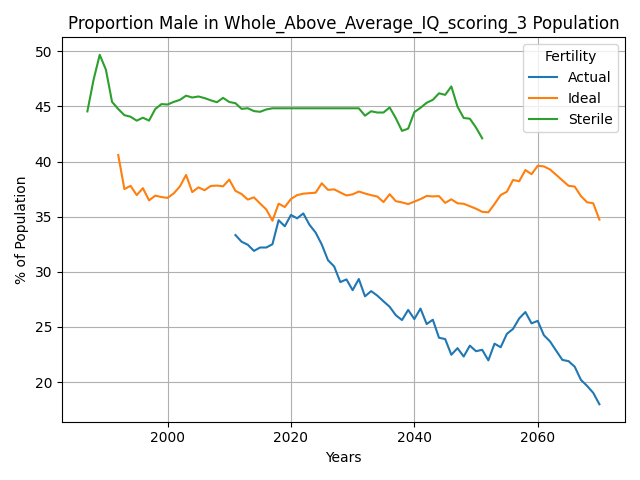 Proportion Male in Whole_Above_Average_IQ_scoring_3 Population
Fertility
Actual
Ideal
Sterile
% of Population
50
45
40
35
30
25
20
2000
2020
2040
2060
Years